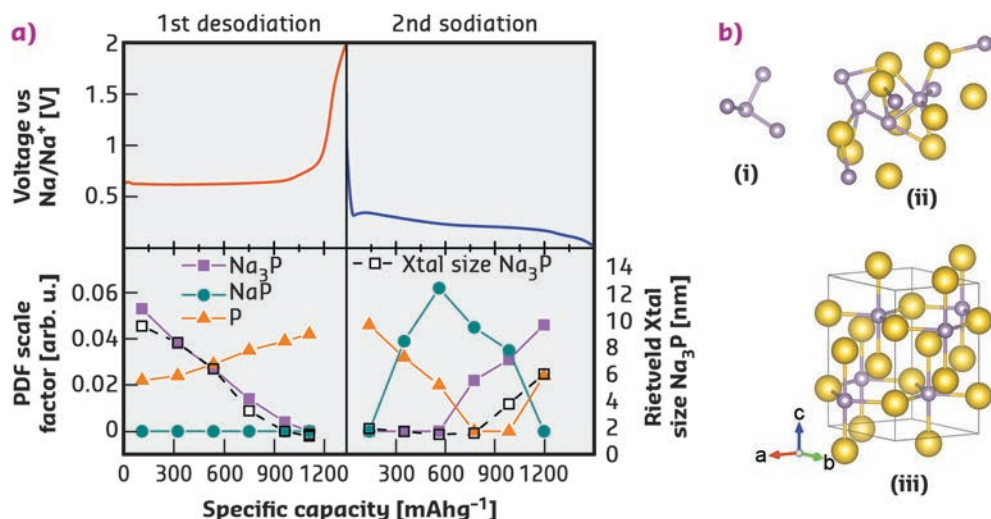 a)
1st desodiation
2nd sodiation
b)
Voltage vs
Na/Na⁺ [V]
2
1.5
1
0.5
(i)
(ii)
PDF scale
factor [arb. u.]
0.06
0.04
0.02
0
Na₃P
NaP
P
Xtal size Na₃P
14
12
10
8
6
4
2
0
Rietveld Xtal
size Na₃P [nm]
0 300 600 900 1200
300 600 900 1200
Specific capacity [mAhg⁻¹]
c
a
b
(iii)